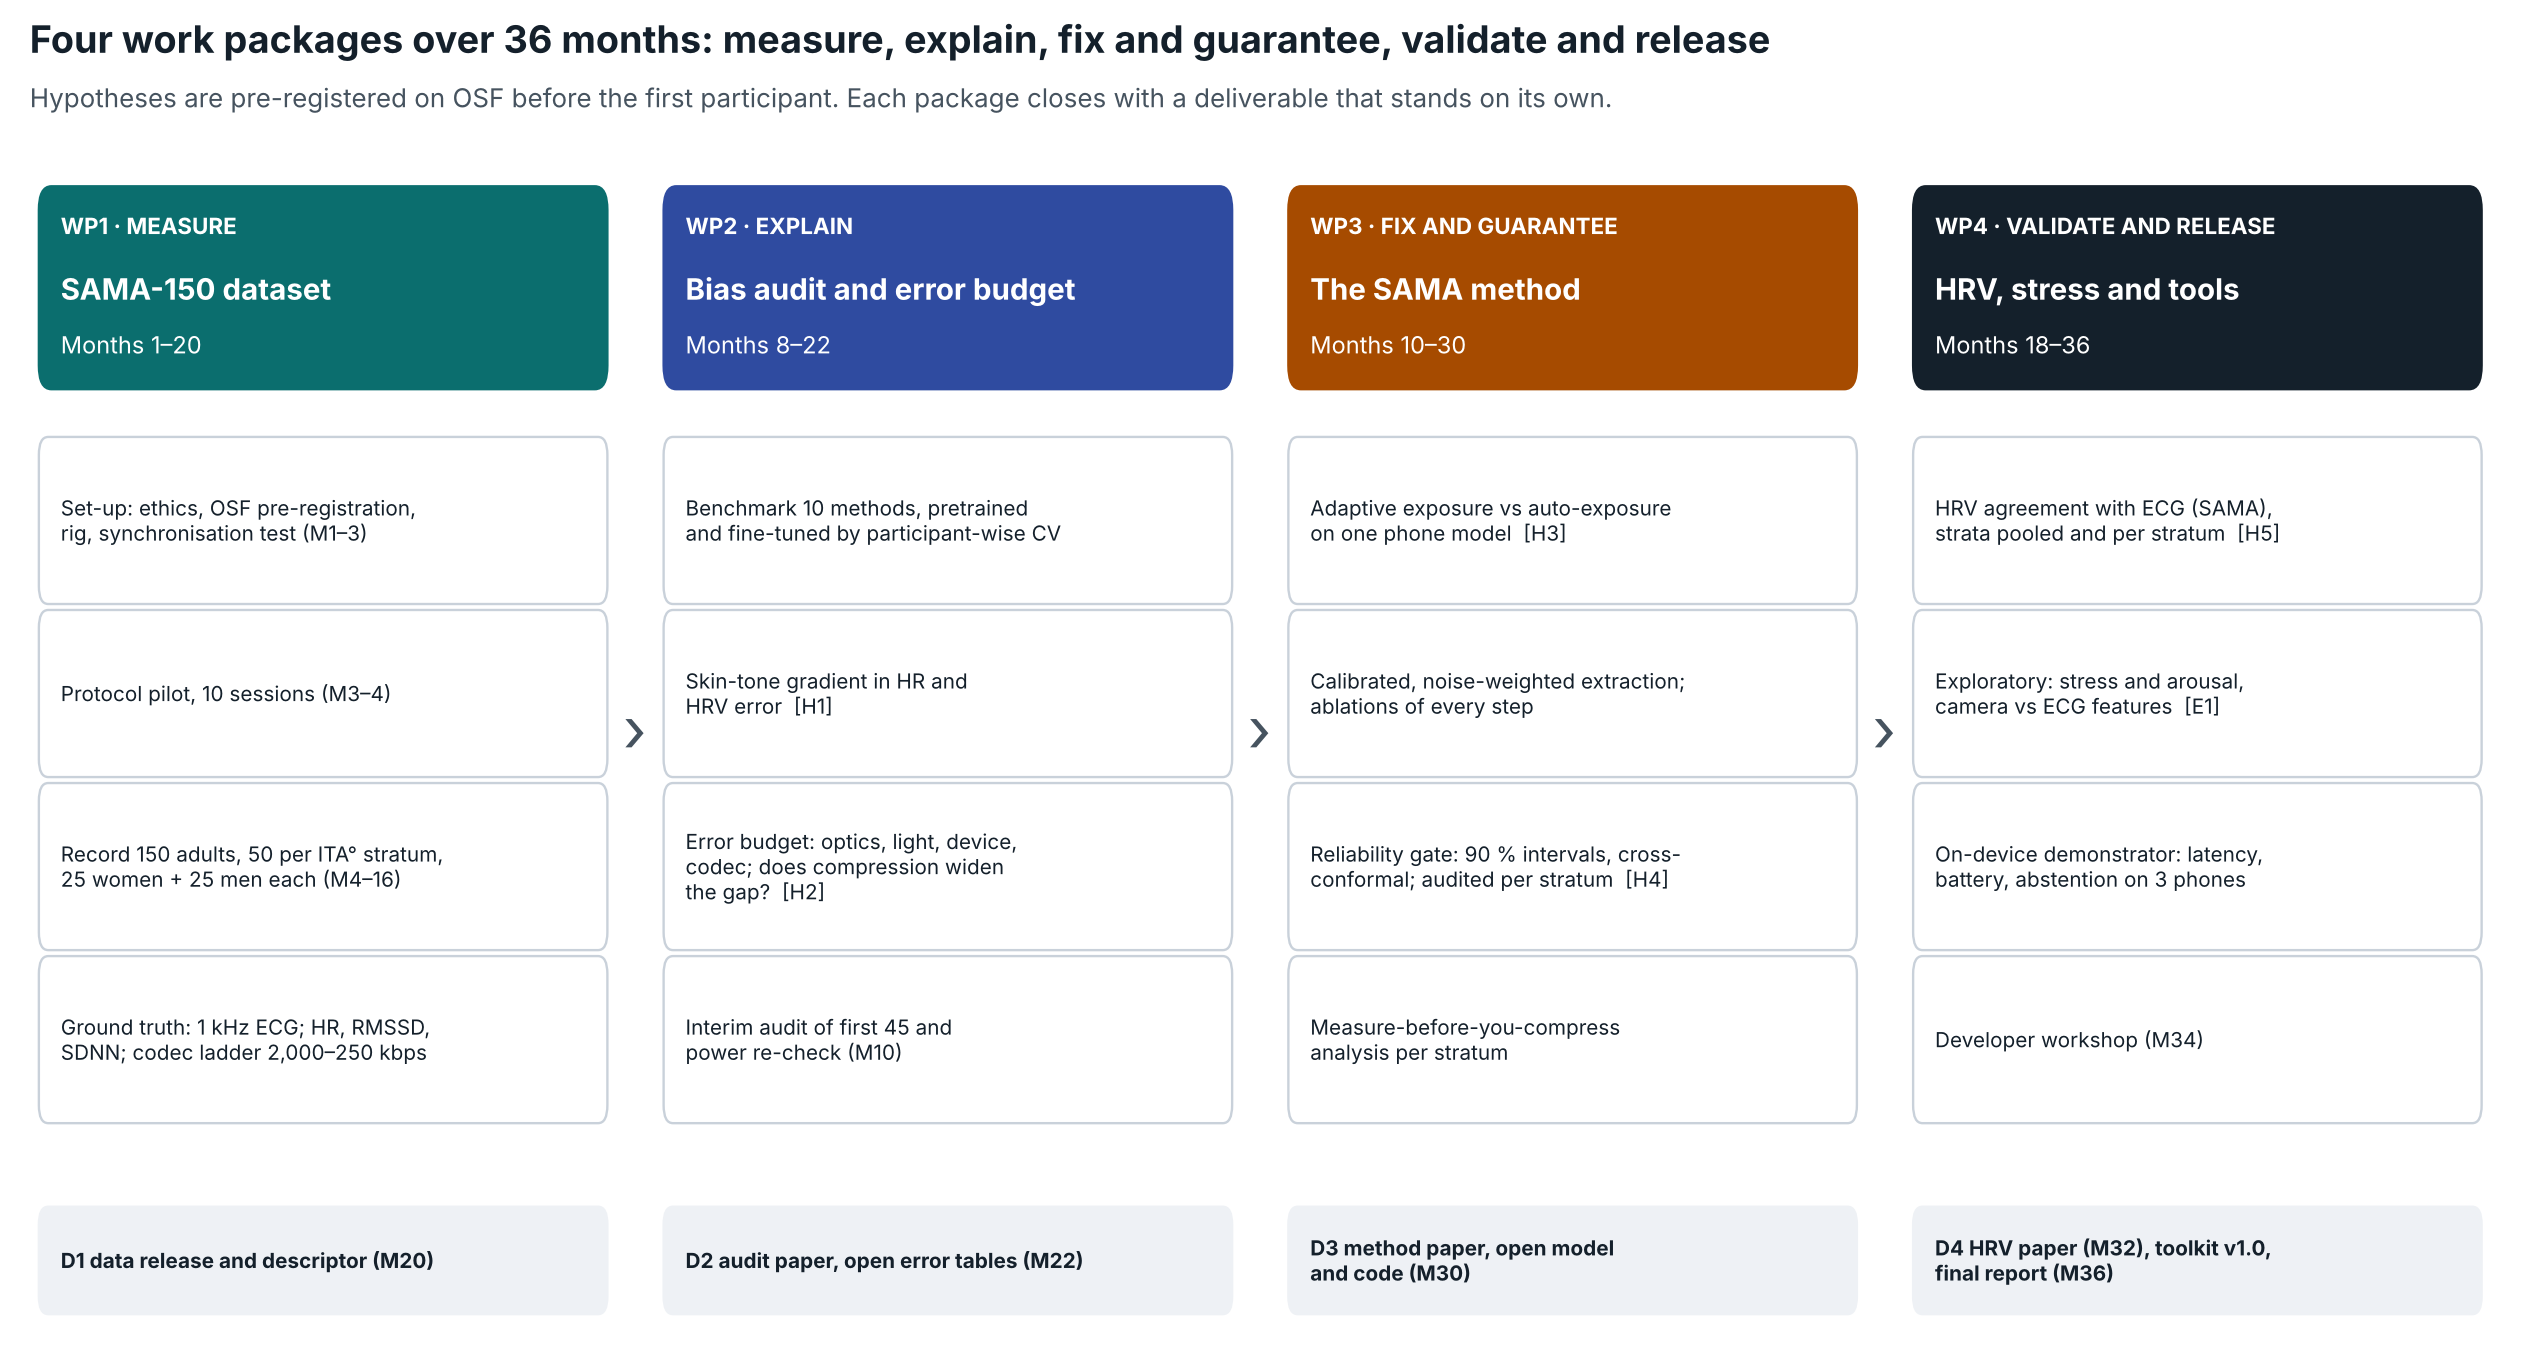 Four work packages over 36 months: measure, explain, fix and guarantee, validate and release
Hypotheses are pre-registered on OSF before the first participant. Each package closes with a deliverable that stands on its own.
WP1 · MEASURE
SAMA-150 dataset
Months 1–20
Set-up: ethics, OSF pre-registration,
rig, synchronisation test (M1–3)
Protocol pilot, 10 sessions (M3–4)
Record 150 adults, 50 per ITA° stratum,
25 women + 25 men each (M4–16)
Ground truth: 1 kHz ECG; HR, RMSSD,
SDNN; codec ladder 2,000–250 kbps
D1 data release and descriptor (M20)
WP2 · EXPLAIN
Bias audit and error budget
Months 8–22
Benchmark 10 methods, pretrained
and fine-tuned by participant-wise CV
Skin-tone gradient in HR and
HRV error [H1]
Error budget: optics, light, device,
codec; does compression widen
the gap? [H2]
Interim audit of first 45 and
power re-check (M10)
D2 audit paper, open error tables (M22)
WP3 · FIX AND GUARANTEE
The SAMA method
Months 10–30
Adaptive exposure vs auto-exposure
on one phone model [H3]
Calibrated, noise-weighted extraction;
ablations of every step
Reliability gate: 90 % intervals, cross-
conformal; audited per stratum [H4]
Measure-before-you-compress
analysis per stratum
D3 method paper, open model
and code (M30)
WP4 · VALIDATE AND RELEASE
HRV, stress and tools
Months 18–36
HRV agreement with ECG (SAMA),
strata pooled and per stratum [H5]
Exploratory: stress and arousal,
camera vs ECG features [E1]
On-device demonstrator: latency,
battery, abstention on 3 phones
Developer workshop (M34)
D4 HRV paper (M32), toolkit v1.0,
final report (M36)